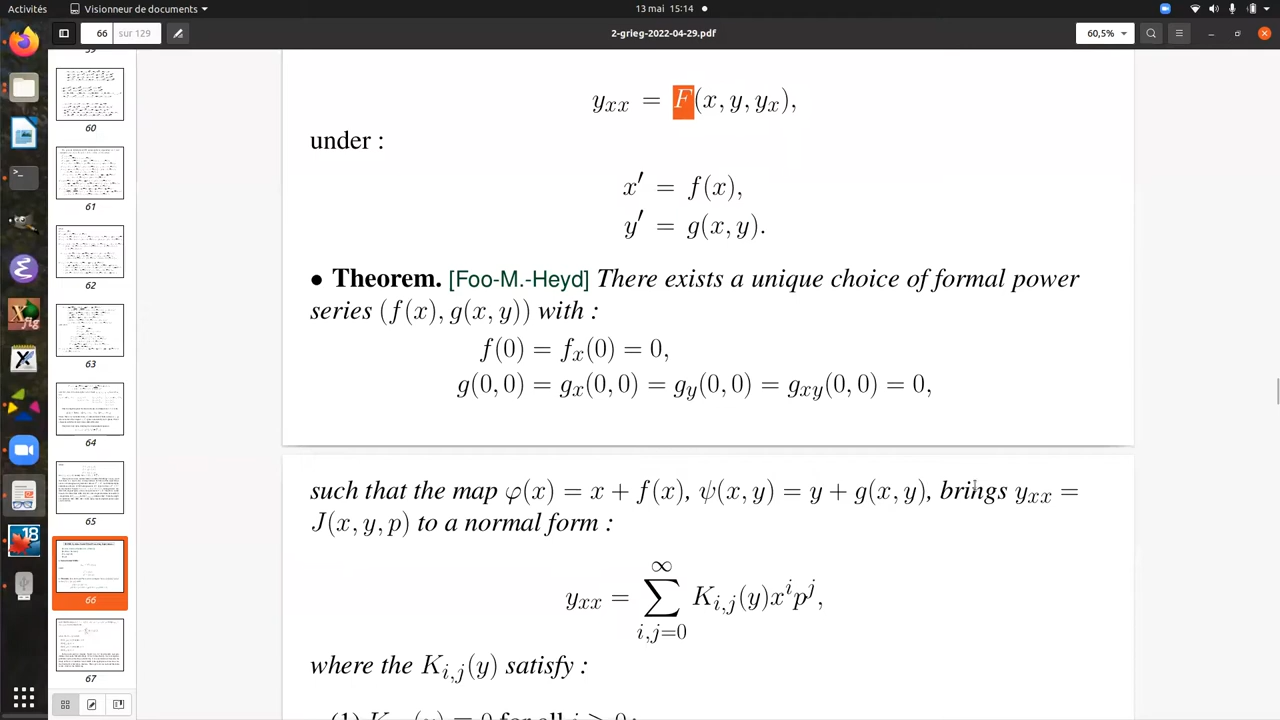 Activités Visionneur de documents 13 mai 15:14
66 sur 129 2-grieg-2022-04-29.pdf 60,5%
60
61
62
63
64
65
66
67
y_{xx} = F(x, y, y_x),
under :
x′ = f(x),
y′ = g(x, y).
• Theorem. [Foo-M.-Heyd] There exists a unique choice of formal power
series (f(x), g(x, y)) with :
f(0) = f_x(0) = 0,
g(0, 0) = g_x(0, 0) = g_y(0, 0) = g_{xy}(0, 0) = 0,
such that the map φ(x) = x + f(x), ψ(x, y) = y + g(x, y), brings y_{xx} =
J(x, y, p) to a normal form :
y_{xx} = \sum_{i,j=0}^{∞} K_{i,j}(y)x^i p^j,
where the K_{i,j}(y) satisfy :